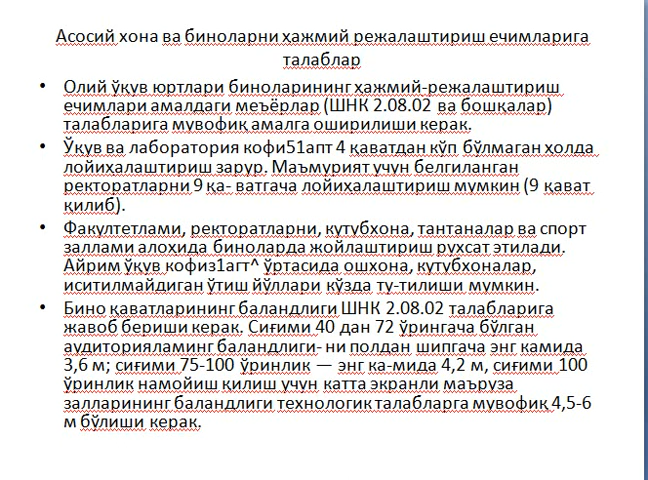 Асосий хона ва биноларни ҳажмий режалаштириш ечимларига
талаблар
• Олий ўқув юртлари биноларининг ҳажмий-режалаштириш
ечимлари амалдаги меъёрлар (ШНК 2.08.02 ва бошқалар)
талабларига мувофиқ амалга оширилиши керак.
• Ўқув ва лаборатория кофи51апт 4 қаватдан кўп бўлмаган ҳолда
лойиҳалаштириш зарур. Маъмурият учун белгиланган
ректоратларни 9 қа- ватгача лойиҳалаштириш мумкин (9 қават
қилиб).
• Факултетлами, ректоратларни, кутубхона, тантаналар ва спорт
заллами алоҳида биноларда жойлаштириш рухсат этилади.
Айрим ўқув кофиз1агт^ ўртасида ошхона, кутубхоналар,
иситилмайдиган ўтиш йўллари кўзда ту-тилиши мумкин.
• Бино қаватларининг баландлиги ШНК 2.08.02 талабларига
жавоб бериши керак. Сиғими 40 дан 72 ўрингача бўлган
аудиторияламинг баландлиги- ни полдан шипгача энг камида
3,6 м; сиғими 75-100 ўринлик — энг ка-мида 4,2 м, сиғими 100
ўринлик намойиш қилиш учун катта экранли маъруза
залларининг баландлиги технологик талабларга мувофиқ 4,5-6
м бўлиши керак.